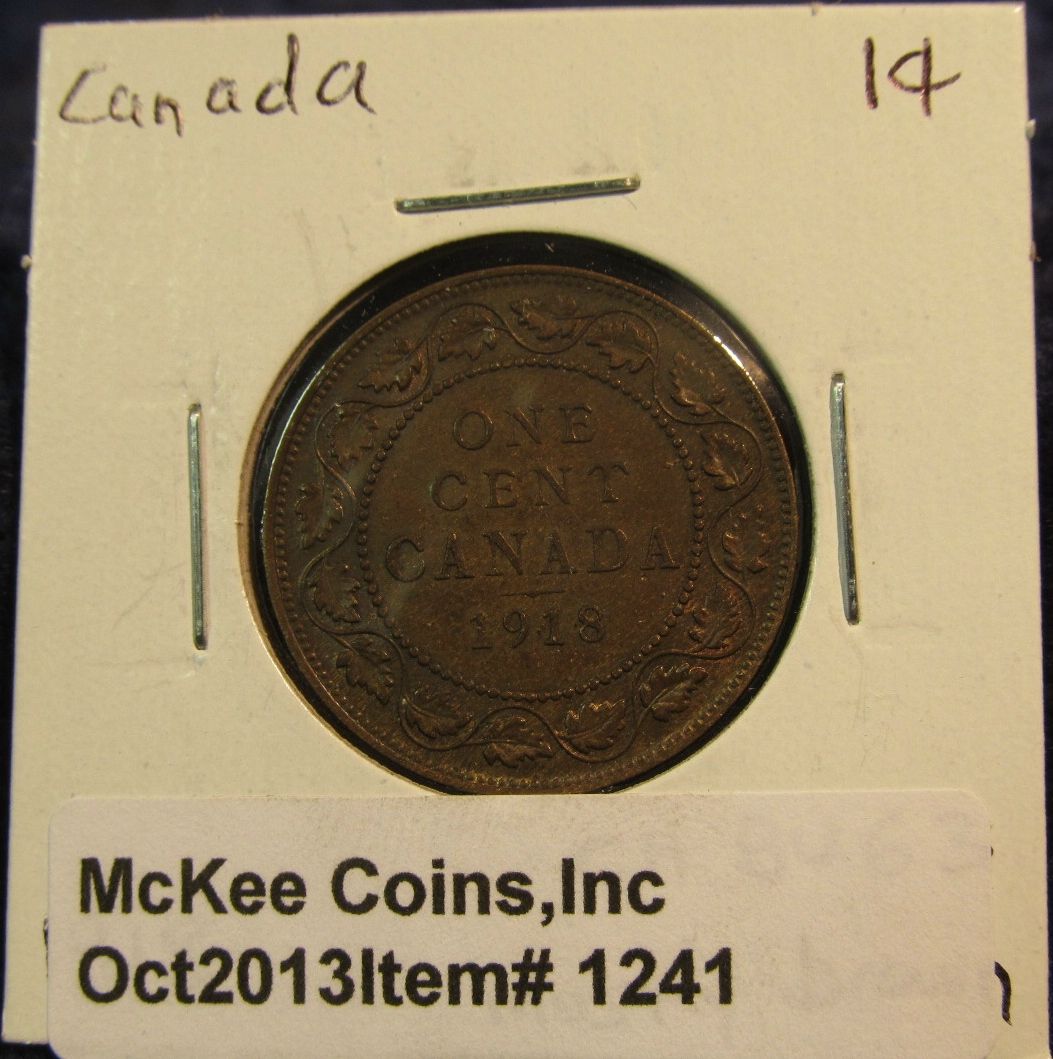 Canada 1¢
ONE
CENT
CANADA
1918
McKee Coins,Inc
Oct2013Item# 1241